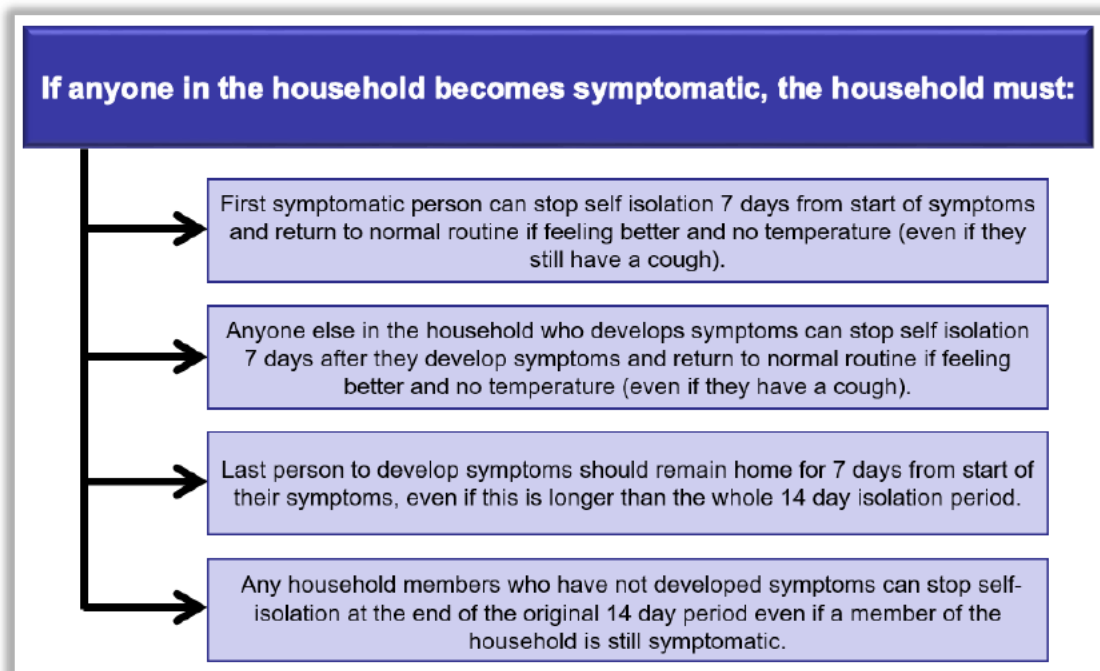 If anyone in the household becomes symptomatic, the household must:
First symptomatic person can stop self isolation 7 days from start of symptoms
and return to normal routine if feeling better and no temperature (even if they
still have a cough).
Anyone else in the household who develops symptoms can stop self isolation
7 days after they develop symptoms and return to normal routine if feeling
better and no temperature (even if they have a cough).
Last person to develop symptoms should remain home for 7 days from start of
their symptoms, even if this is longer than the whole 14 day isolation period.
Any household members who have not developed symptoms can stop self-
isolation at the end of the original 14 day period even if a member of the
household is still symptomatic.